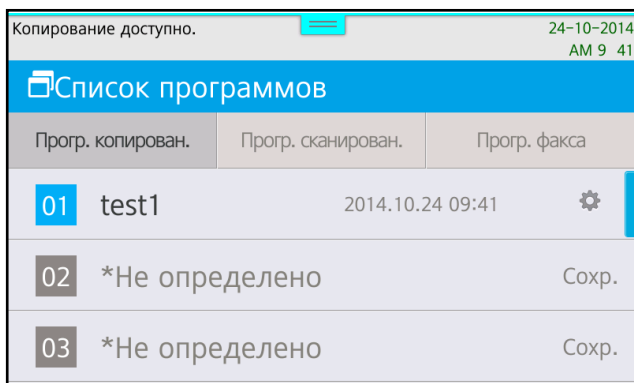 Копирование доступно.
24-10-2014
AM 9 41
Список программов
Прогр. копирован. Прогр. сканирован. Прогр. факса
01 test1 2014.10.24 09:41
02 *Не определено Сохр.
03 *Не определено Сохр.